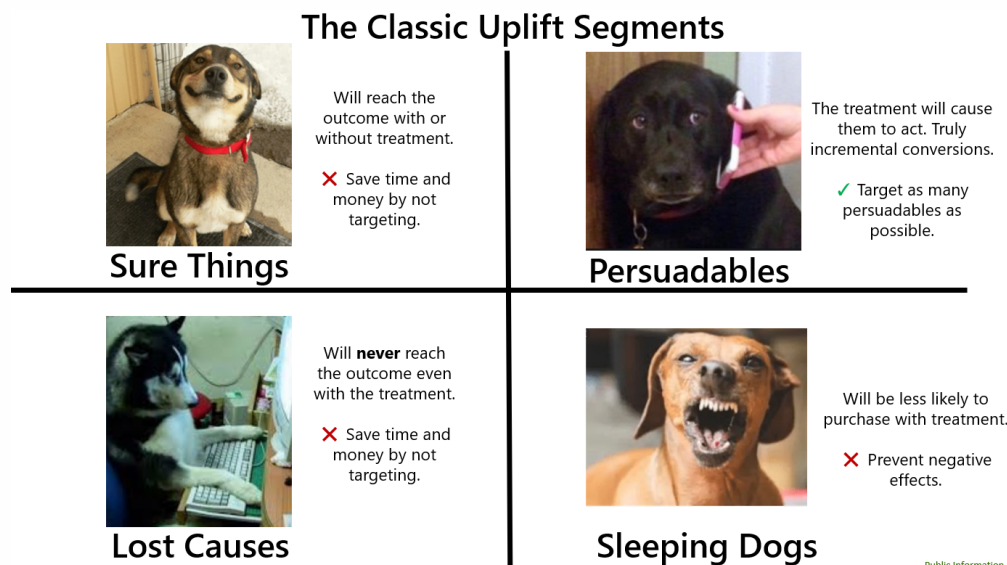 The Classic Uplift Segments
Will reach the
outcome with or
without treatment.
❌ Save time and
money by not
targeting.
Sure Things
The treatment will cause
them to act. Truly
incremental conversions.
✓ Target as many
persuadables as
possible.
Persuadables
Will never reach
the outcome even
with the treatment.
❌ Save time and
money by not
targeting.
Lost Causes
Will be less likely to
purchase with treatment.
❌ Prevent negative
effects.
Sleeping Dogs
Public Information